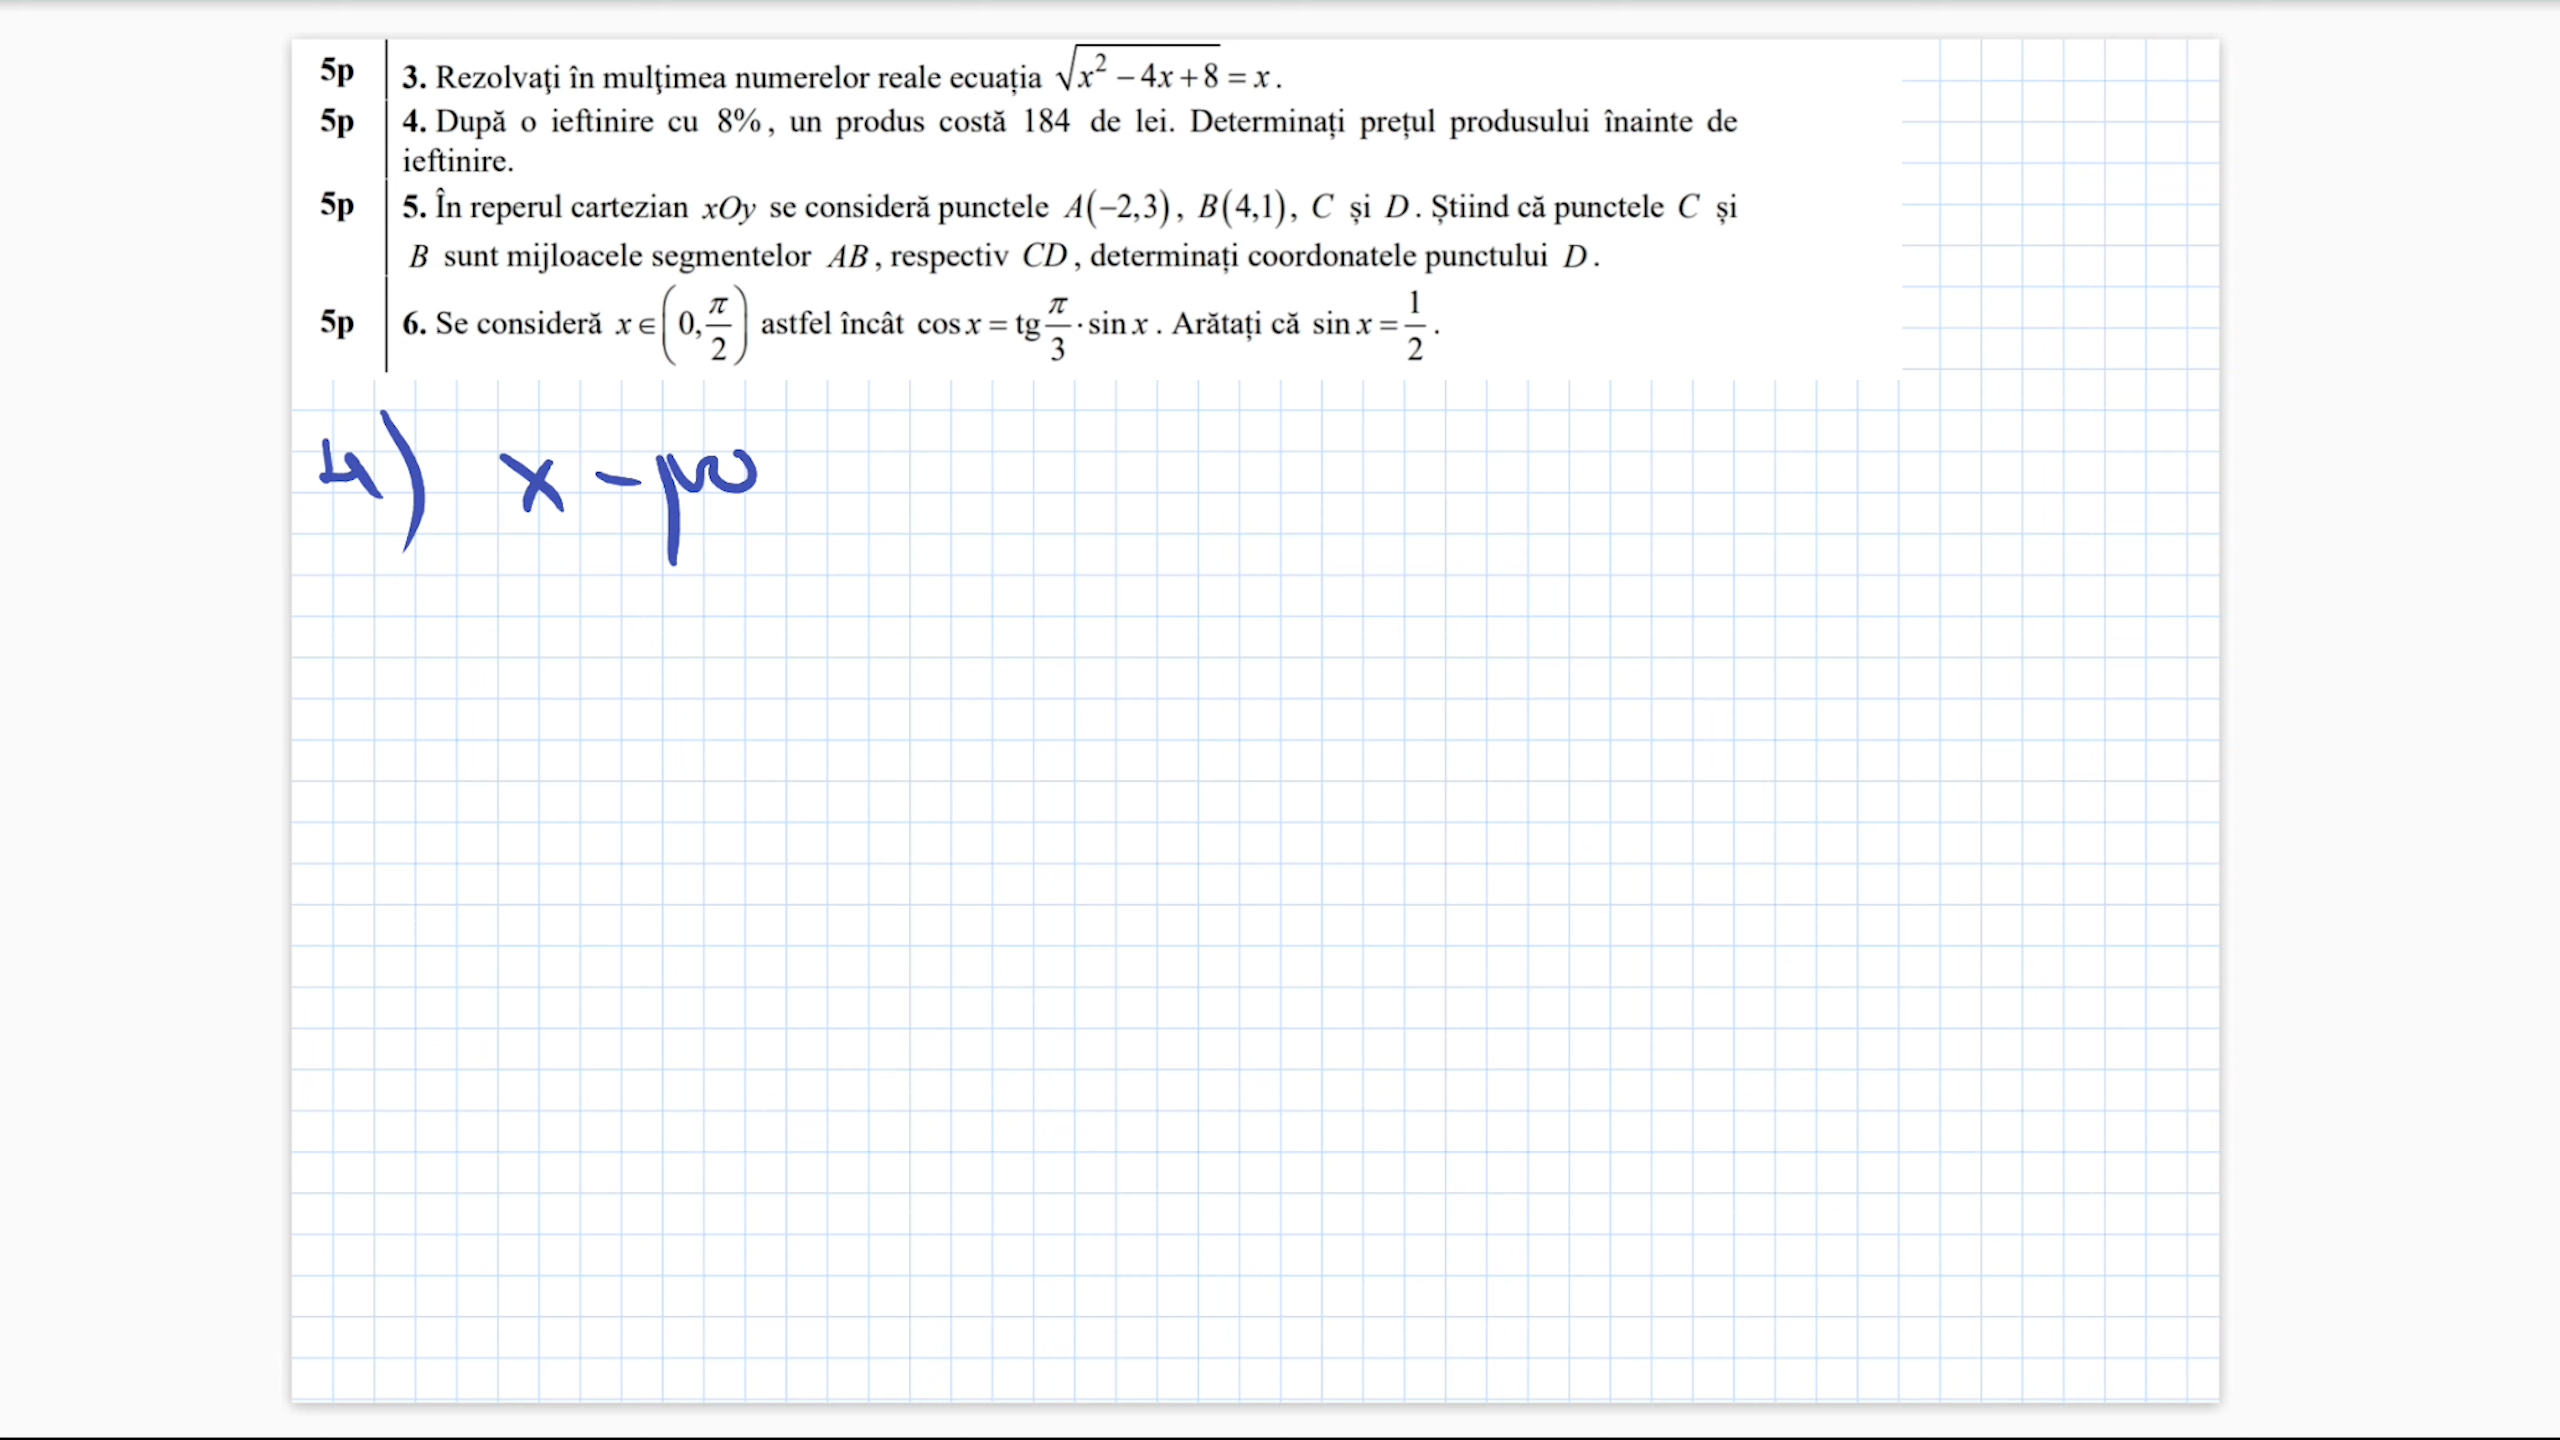 5p 3. Rezolvaţi în mulţimea numerelor reale ecuația √(x² − 4x + 8) = x.
5p 4. După o ieftinire cu 8%, un produs costă 184 de lei. Determinați prețul produsului înainte de
ieftinire.
5p 5. În reperul cartezian xOy se consideră punctele A(−2,3), B(4,1), C și D. Știind că punctele C și
B sunt mijloacele segmentelor AB, respectiv CD, determinați coordonatele punctului D.
5p 6. Se consideră x ∈ (0, π/2) astfel încât cos x = tg π/3 · sin x. Arătați că sin x = 1/2.
4) x -